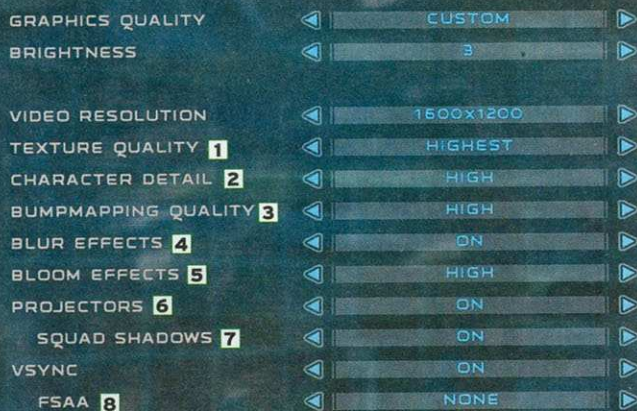 GRAPHICS QUALITY CUSTOM
BRIGHTNESS 3
VIDEO RESOLUTION 1600x1200
TEXTURE QUALITY 1 HIGHEST
CHARACTER DETAIL 2 HIGH
BUMPMAPPING QUALITY 3 HIGH
BLUR EFFECTS 4 ON
BLOOM EFFECTS 5 HIGH
PROJECTORS 6 ON
SQUAD SHADOWS 7 ON
VSYNC ON
FSAA 8 NONE